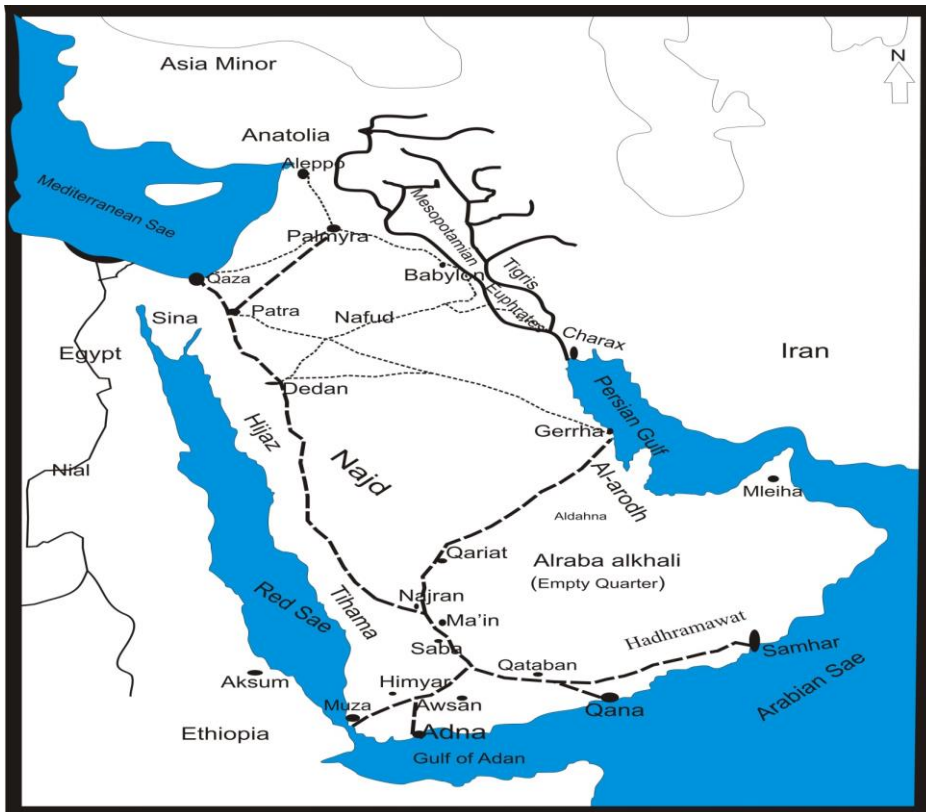 Asia Minor
N
Anatolia
Aleppo
Mediterranean Sae
Mesopotamian
Palmyra
Babylon
Tigris
Qaza
Euphrates
Sina
Patra
Nafud
Charax
Egypt
Iran
Dedan
Persian Gulf
Hijaz
Gerrha
Nial
Najd
Al-arodh
Mleiha
Aldahna
Qariat
Alraba alkhali
(Empty Quarter)
Red Sae
Tihama
Najran
Ma'in
Hadhramawat
Saba
Samhar
Qataban
Aksum
Himyar
Arabian Sae
Muza
Awsan
Qana
Ethiopia
Adna
Gulf of Adan